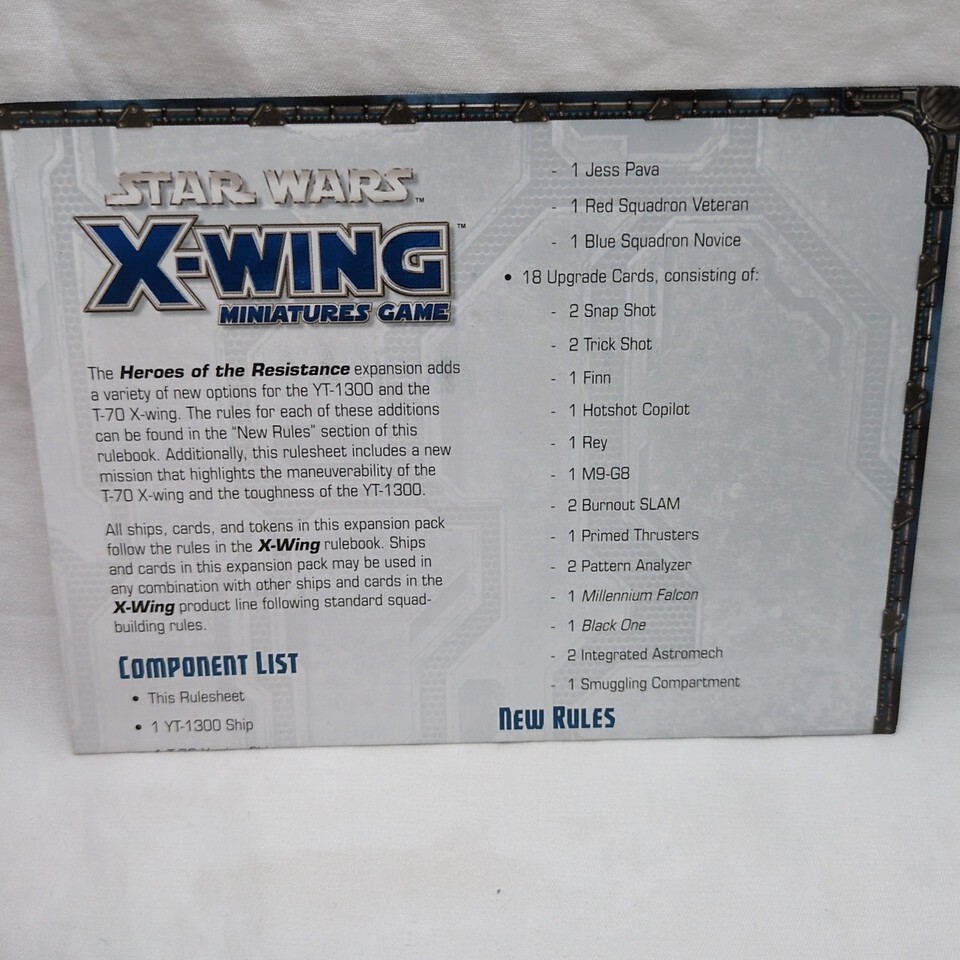 STAR WARS™
X-WING™
MINIATURES GAME
The Heroes of the Resistance expansion adds
a variety of new options for the YT-1300 and the
T-70 X-wing. The rules for each of these additions
can be found in the “New Rules” section of this
rulebook. Additionally, this rulesheet includes a new
mission that highlights the maneuverability of the
T-70 X-wing and the toughness of the YT-1300.
All ships, cards, and tokens in this expansion pack
follow the rules in the X-Wing rulebook. Ships
and cards in this expansion pack may be used in
any combination with other ships and cards in the
X-Wing product line following standard squad-
building rules.
COMPONENT LIST
• This Rulesheet
• 1 YT-1300 Ship
- 1 Jess Pava
- 1 Red Squadron Veteran
- 1 Blue Squadron Novice
• 18 Upgrade Cards, consisting of:
- 2 Snap Shot
- 2 Trick Shot
- 1 Finn
- 1 Hotshot Copilot
- 1 Rey
- 1 M9-G8
- 2 Burnout SLAM
- 1 Primed Thrusters
- 2 Pattern Analyzer
- 1 Millennium Falcon
- 1 Black One
- 2 Integrated Astromech
- 1 Smuggling Compartment
NEW RULES